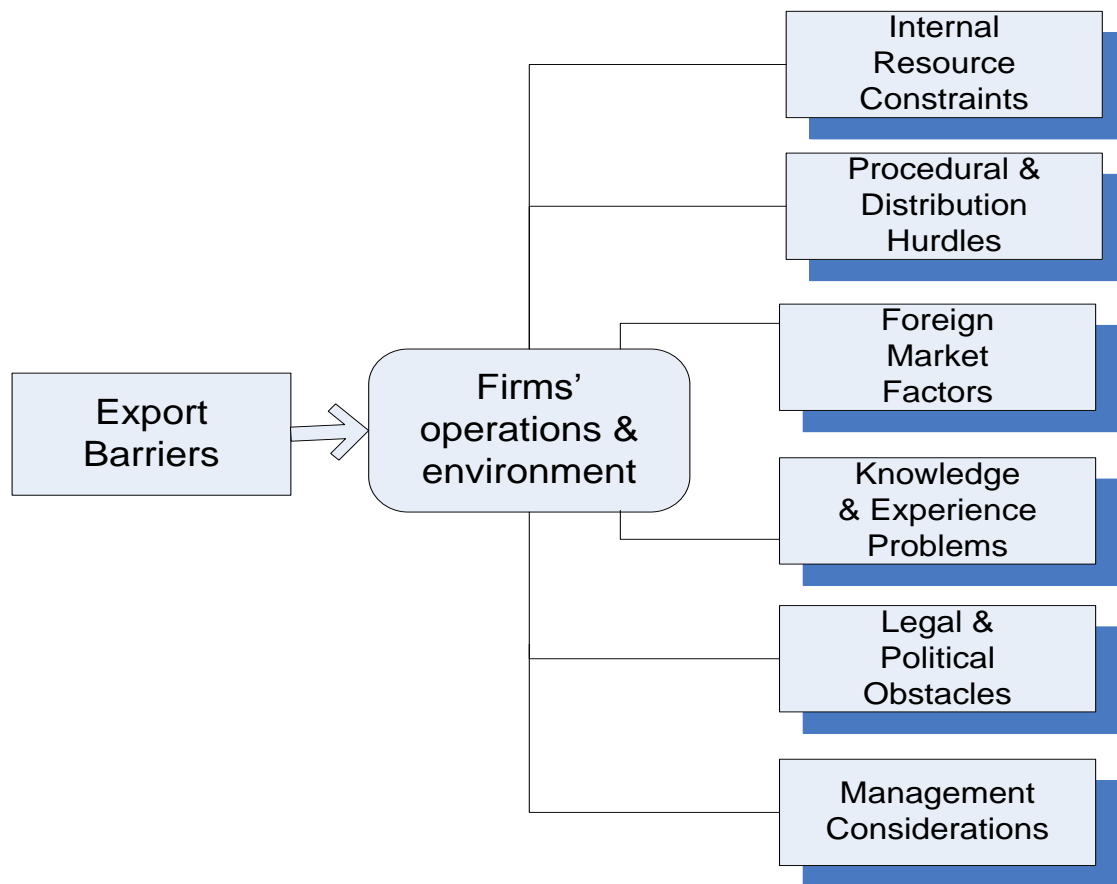 Export
Barriers
Firms’
operations &
environment
Internal
Resource
Constraints
Procedural &
Distribution
Hurdles
Foreign
Market
Factors
Knowledge
& Experience
Problems
Legal &
Political
Obstacles
Management
Considerations